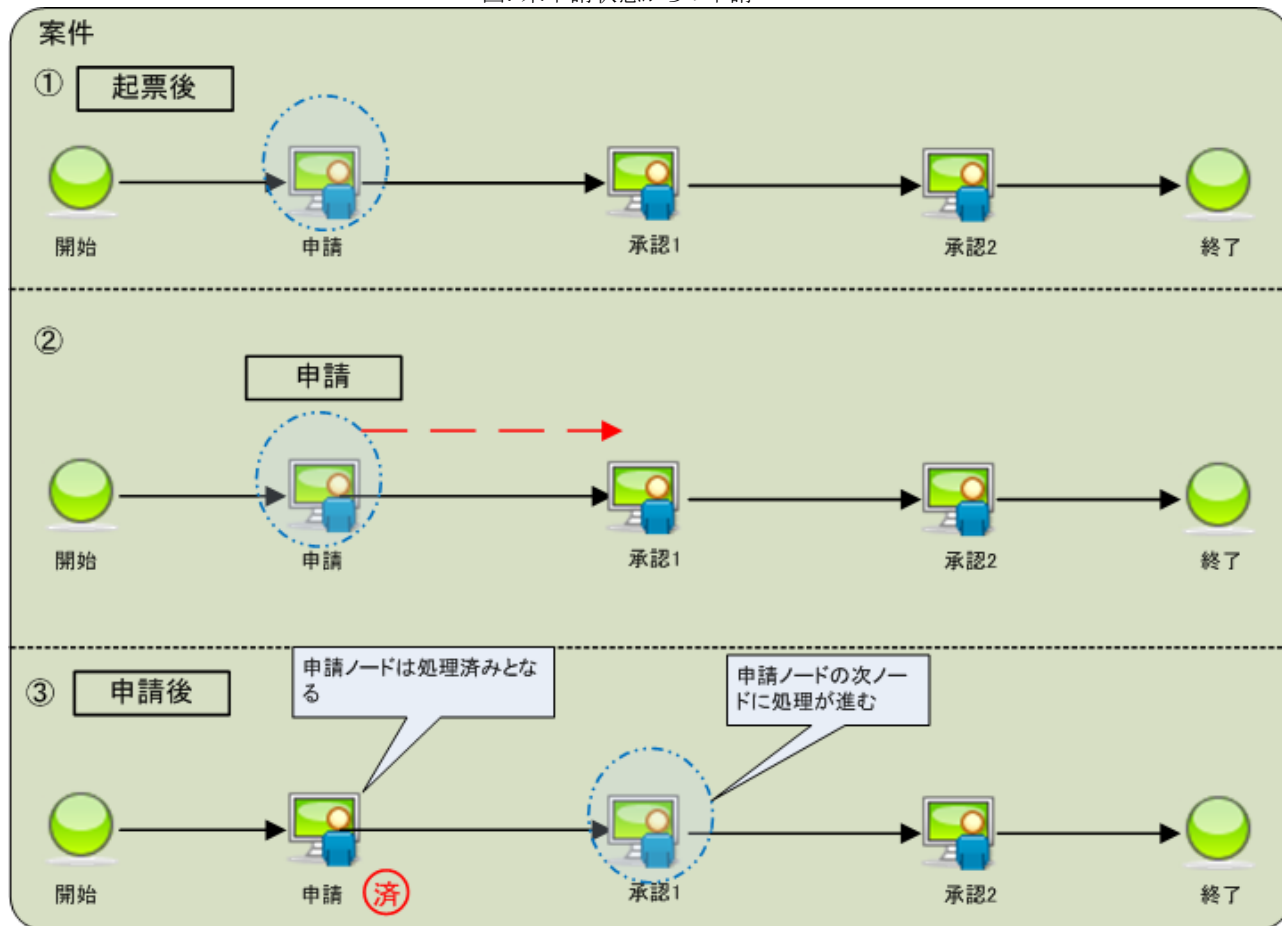 案件
① 起票後
開始
申請
承認1
承認2
終了
②
申請
開始
申請
承認1
承認2
終了
③ 申請後
申請ノードは処理済みとな
る
申請ノードの次ノー
ドに処理が進む
開始
申請
済
承認1
承認2
終了